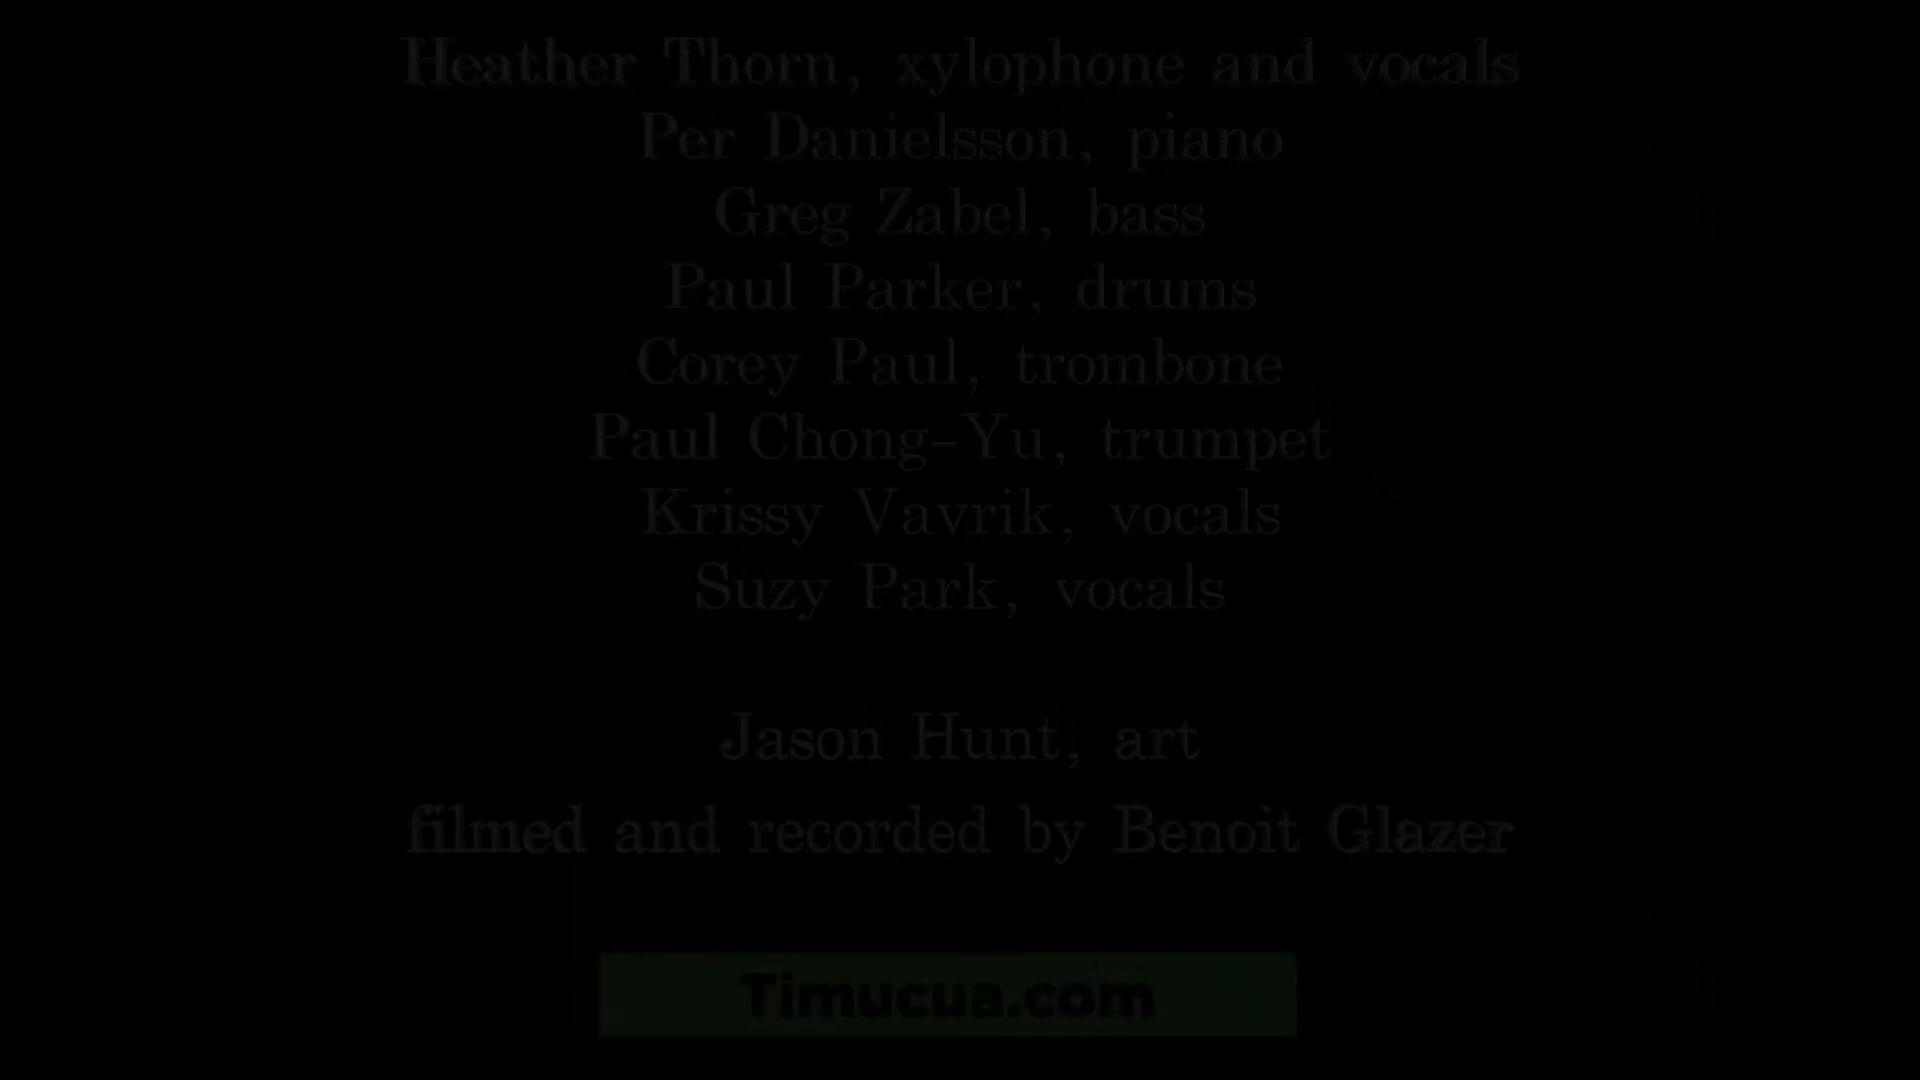 Heather Thorn, xylophone and vocals
Per Danielsson, piano
Greg Zabel, bass
Paul Parker, drums
Corey Paul, trombone
Paul Chong-Yu, trumpet
Krissy Vavrik, vocals
Suzy Park, vocals
Jason Hunt, art
filmed and recorded by Benoit Glazer
Timucua.com